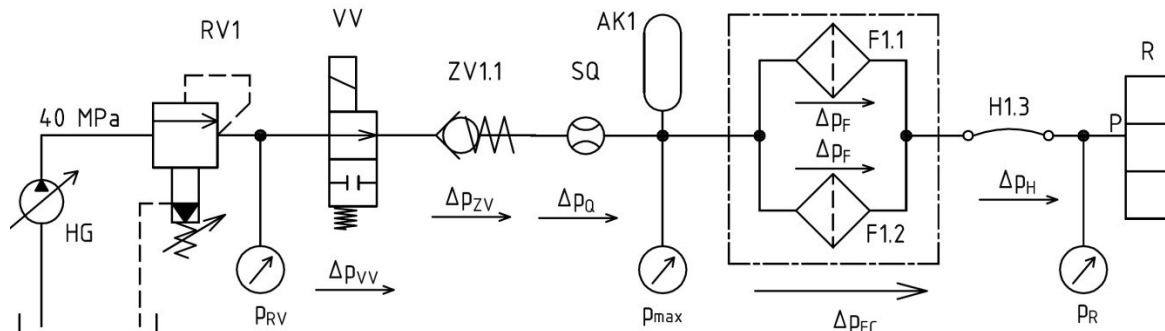 RV1
VV
ZV1.1
SQ
AK1
F1.1
R
40 MPa
H1.3
P
Δp_F
Δp_F
F1.2
HG
Δp_ZV
Δp_Q
Δp_H
p_RV
Δp_VV
p_max
Δp_FC
p_R